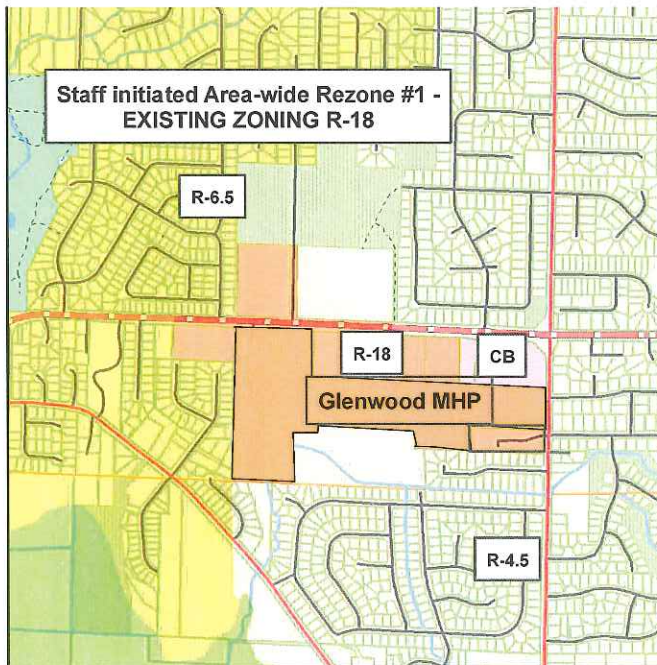 Staff initiated Area-wide Rezone #1 -
EXISTING ZONING R-18
R-6.5
R-18
CB
Glenwood MHP
R-4.5